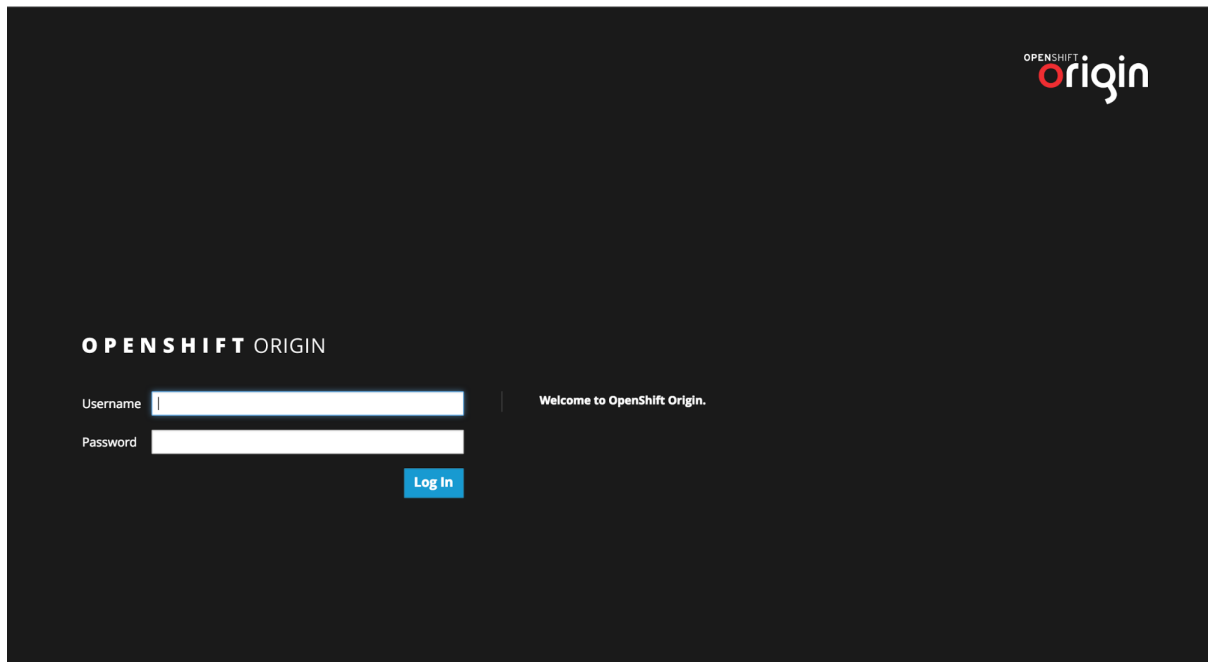 OPENSHIFT
origin
OPENSHIFT ORIGIN
Username
Welcome to OpenShift Origin.
Password
Log In